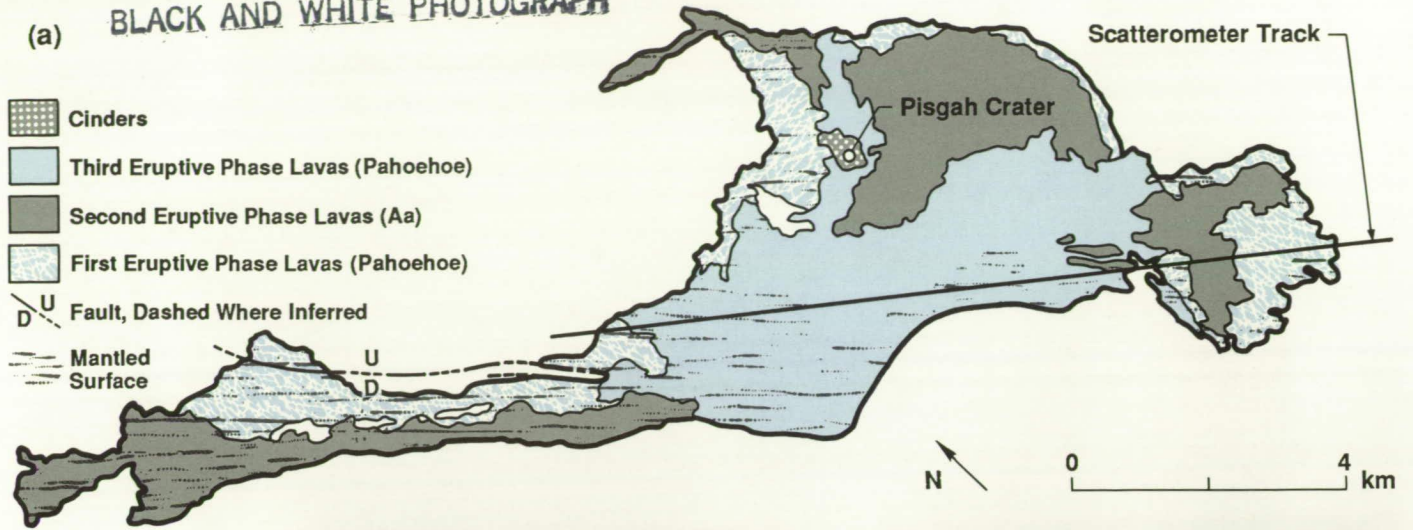 BLACK AND WHITE PHOTOGRAPH
(a)
Scatterometer Track
Cinders
Pisgah Crater
Third Eruptive Phase Lavas (Pahoehoe)
Second Eruptive Phase Lavas (Aa)
First Eruptive Phase Lavas (Pahoehoe)
U
D
Fault, Dashed Where Inferred
Mantled
Surface
U
D
N
0
4
km